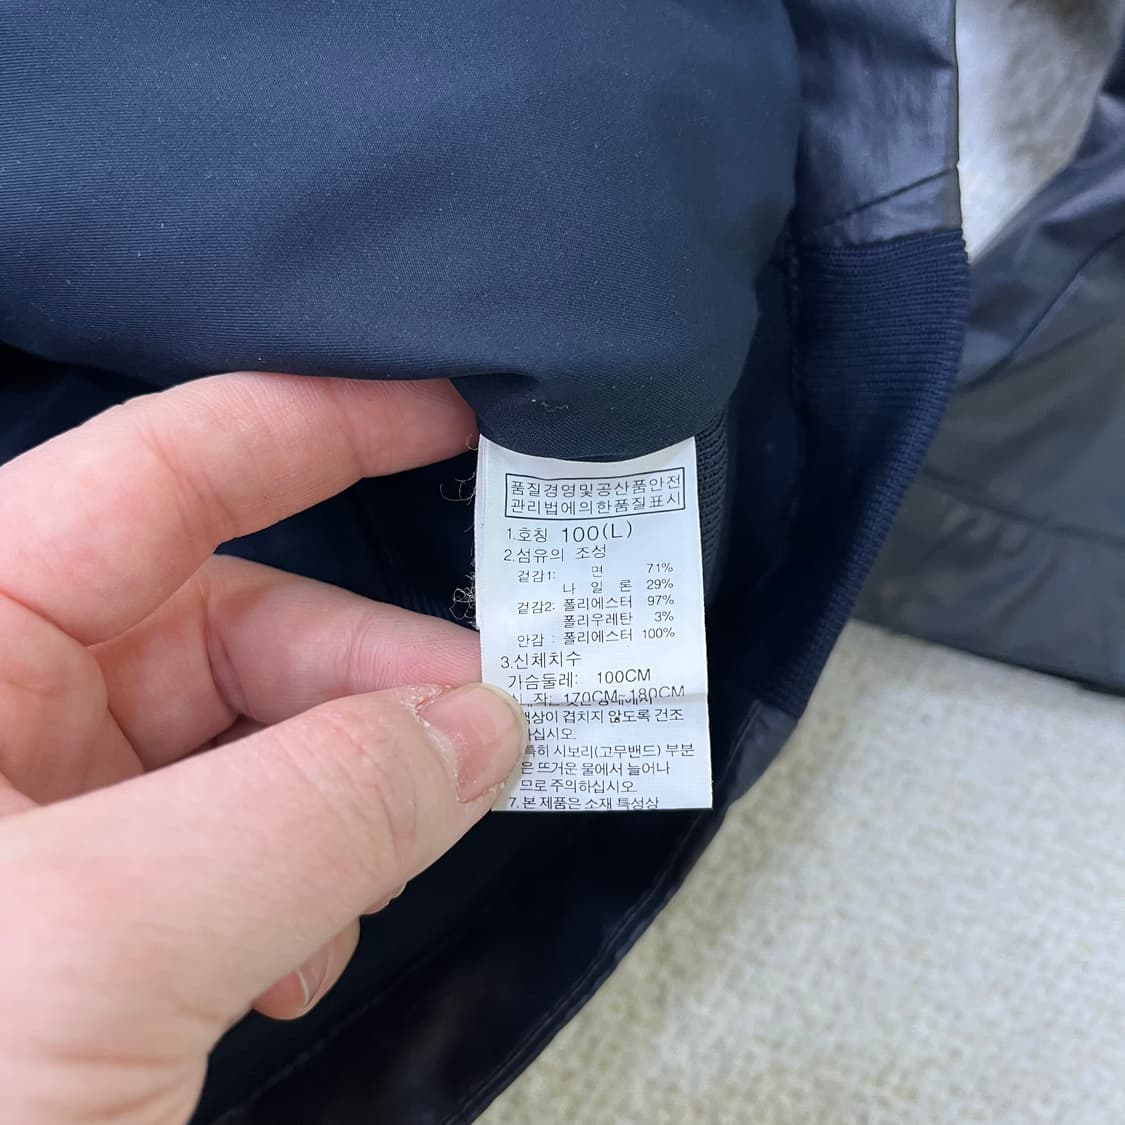 품질경영및공산품안전
관리법에의한품질표시
1.호칭 100(L)
2.섬유의 조성
겉감1: 면 71%
나 일 론 29%
겉감2: 폴리에스터 97%
폴리우레탄 3%
안감 : 폴리에스터 100%
3.신체치수
가슴둘레: 100CM
170CM~180CM
겹치지 않도록 건조
하십시오.
특히 시보리(고무밴드) 부분
은 뜨거운 물에서 늘어나
므로 주의하십시오.
7. 본 제품은 소재 특성상